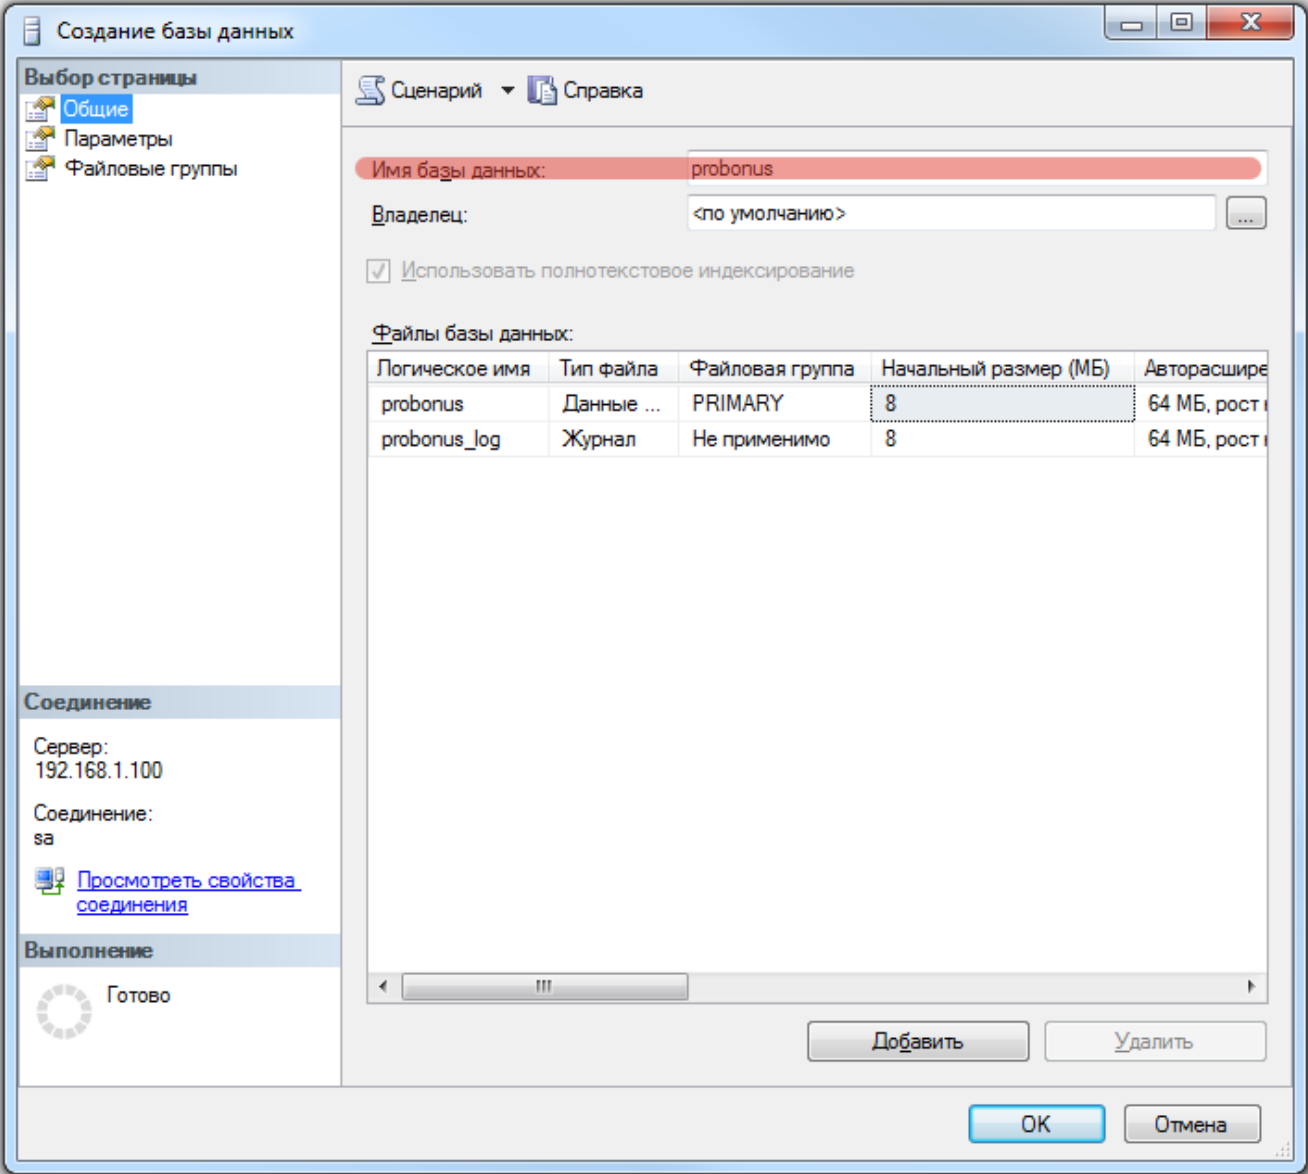 Создание базы данных
Выбор страницы
Общие
Параметры
Файловые группы
Сценарий Справка
Имя базы данных: probonus
Владелец: <по умолчанию> ...
Использовать полнотекстовое индексирование
Файлы базы данных:
Логическое имя Тип файла Файловая группа Начальный размер (МБ) Авторасшире
probonus Данные ... PRIMARY 8 64 МБ, рост
probonus_log Журнал Не применимо 8 64 МБ, рост
Соединение
Сервер:
192.168.1.100
Соединение:
sa
Просмотреть свойства
соединения
Выполнение
Готово
Добавить Удалить
OK Отмена